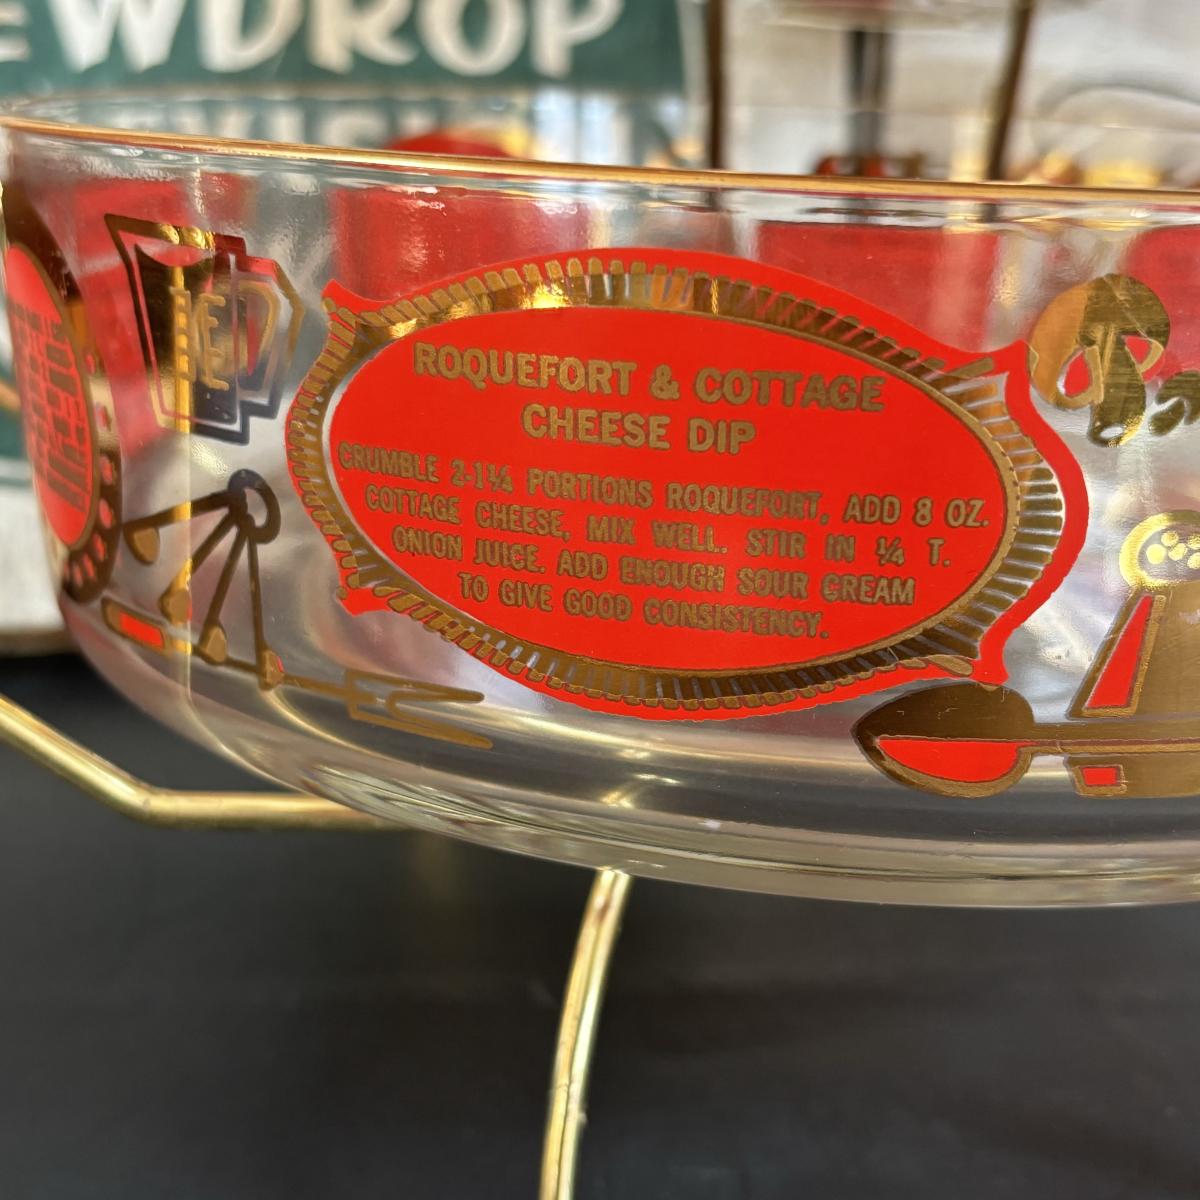 WDROP
ROQUEFORT & COTTAGE
CHEESE DIP
CRUMBLE 2-1¼ PORTIONS ROQUEFORT, ADD 8 OZ.
COTTAGE CHEESE, MIX WELL. STIR IN ¼ T.
ONION JUICE. ADD ENOUGH SOUR CREAM
TO GIVE GOOD CONSISTENCY.